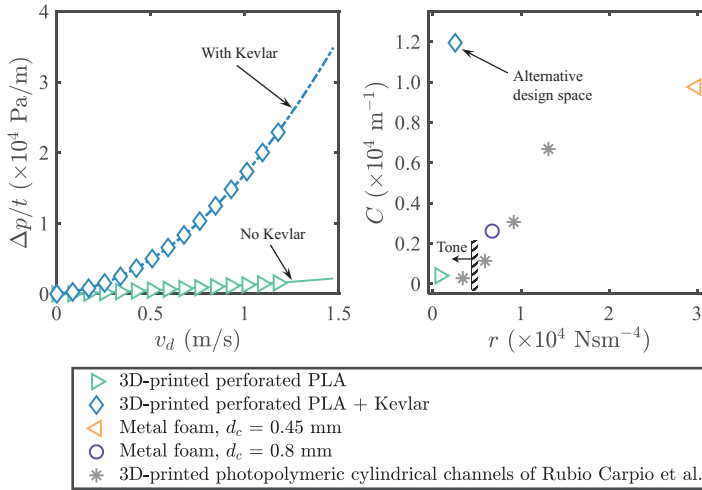 4
3
2
1
0
Δp/t (×10⁴ Pa/m)
With Kevlar
No Kevlar
0
0.5
1
1.5
v_d (m/s)
1.2
1
0.8
0.6
0.4
0.2
0
C (×10⁴ m⁻¹)
Alternative
design space
Tone
0
1
2
3
r (×10⁴ Nsm⁻⁴)
3D-printed perforated PLA
3D-printed perforated PLA + Kevlar
Metal foam, d_c = 0.45 mm
Metal foam, d_c = 0.8 mm
3D-printed photopolymeric cylindrical channels of Rubio Carpio et al.